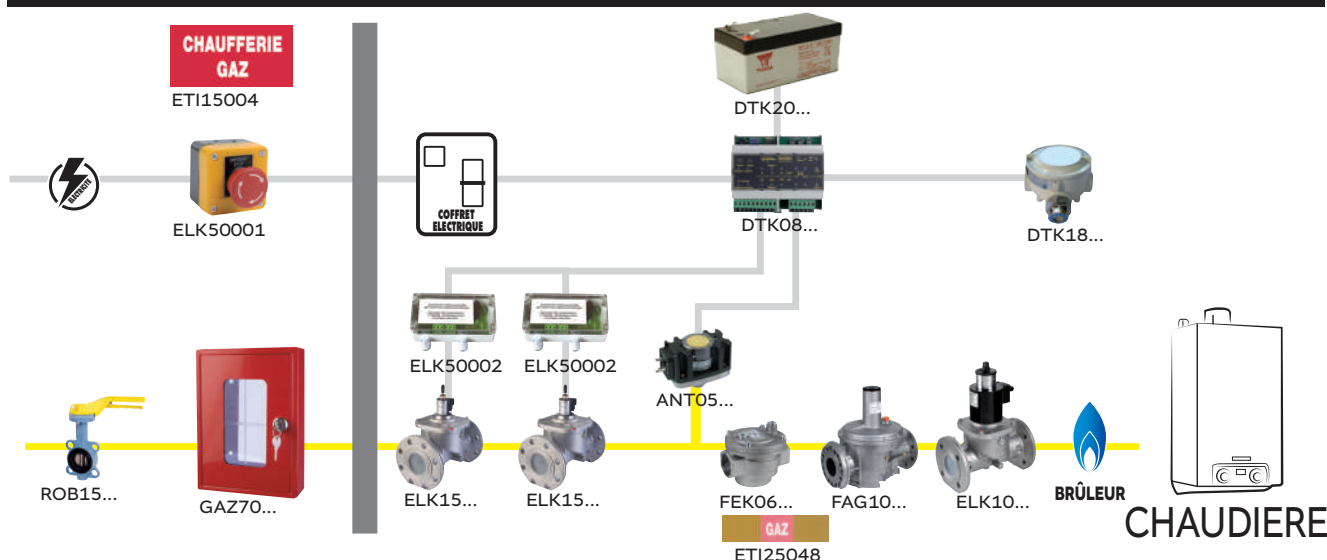 CHAUFFERIE
GAZ
ETI15004
DTK20...
ÉLECTRICITÉ
ELK50001
COFFRET
ELECTRIQUE
DTK08...
DTK18...
ELK50002
ELK50002
ANT05...
ROB15...
GAZ70...
ELK15...
ELK15...
FEK06...
FAG10...
ELK10...
BRÛLEUR
CHAUDIERE
GAZ
ETI25048